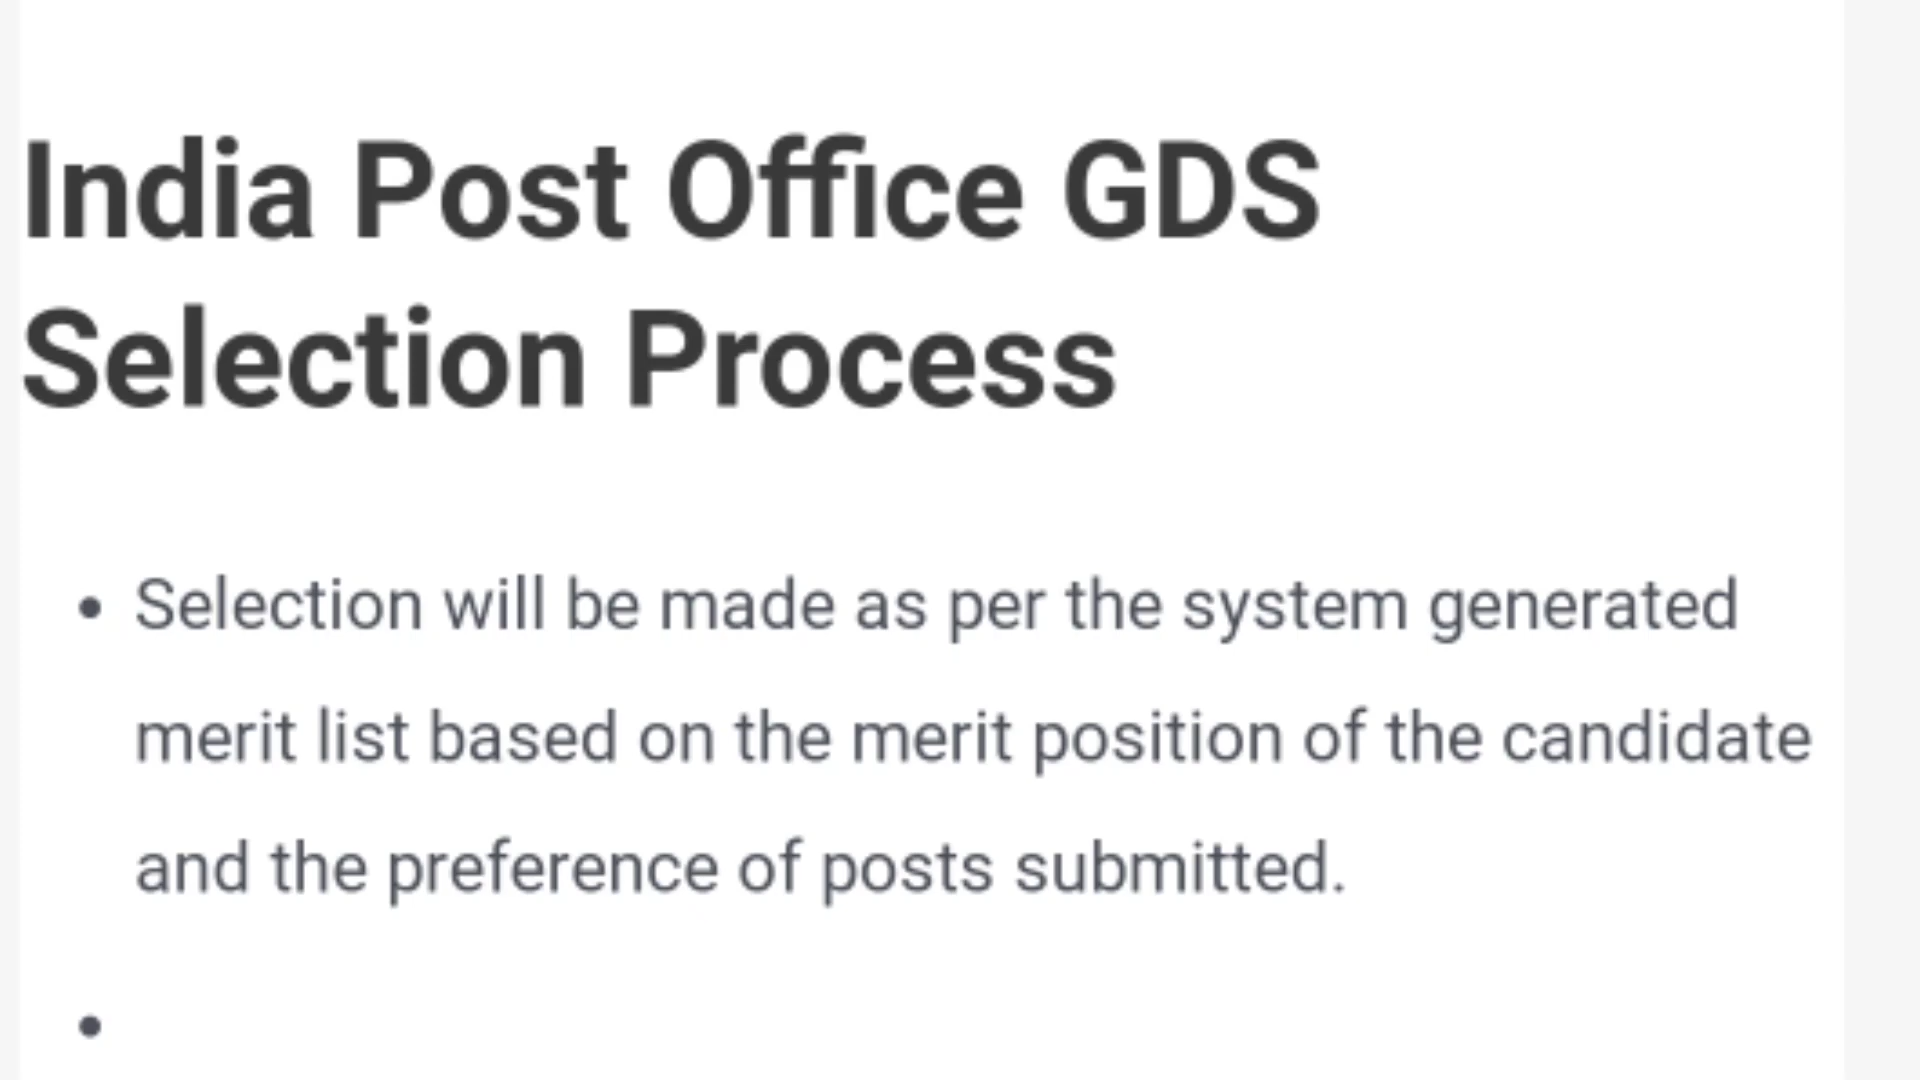 India Post Office GDS
Selection Process
• Selection will be made as per the system generated
merit list based on the merit position of the candidate
and the preference of posts submitted.
•